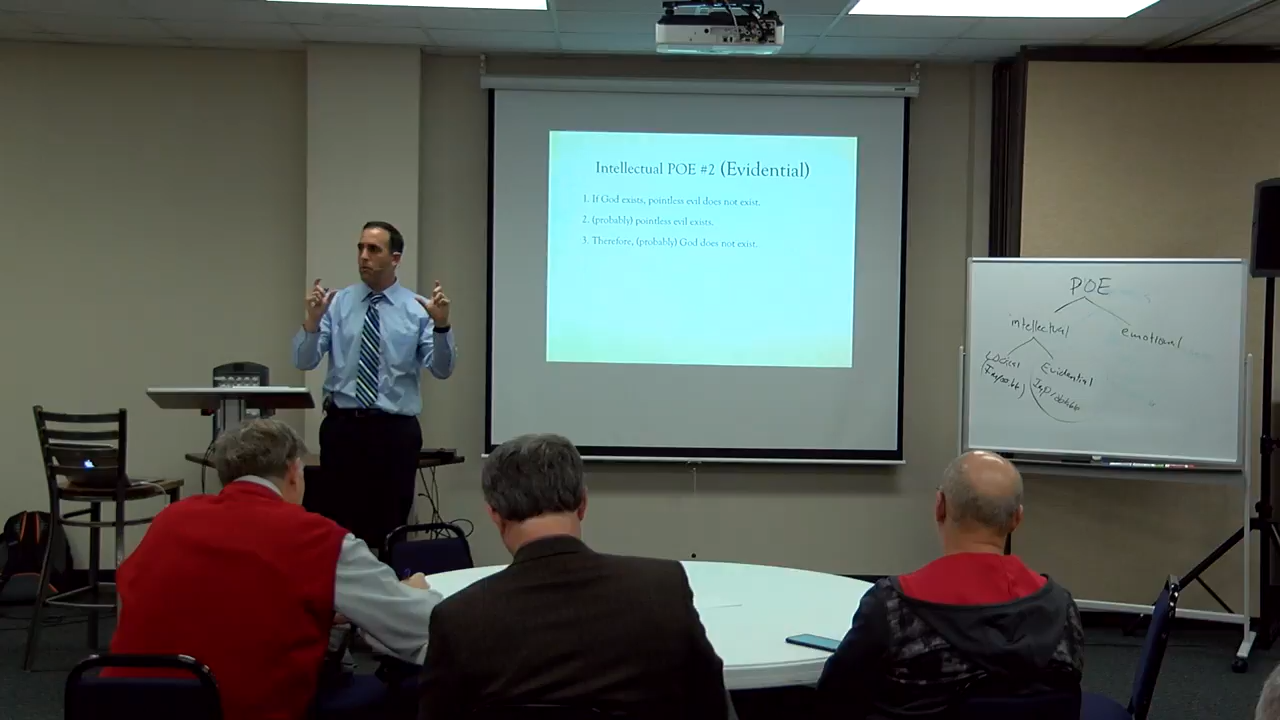 Intellectual POE #2 (Evidential)
1. If God exists, pointless evil does not exist.
2. (probably) pointless evil exists.
3. Therefore, (probably) God does not exist.
POE
intellectual
emotional
Logical
Evidential